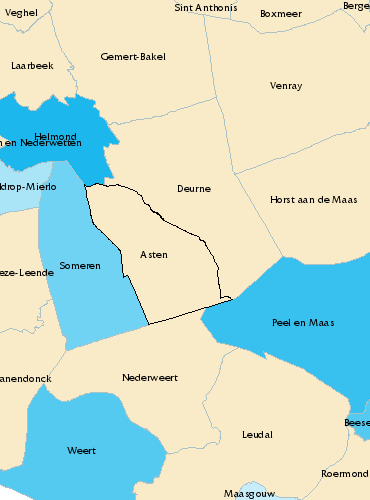 Sint Anthonis
Berge
Veghel
Boxmeer
Gemert-Bakel
Laarbeek
Venray
Helmond
n en Nederwetten
ldrop-Mierlo
Deurne
Horst aan de Maas
Asten
Someren
eze-Leende
Peel en Maas
anendonck
Nederweert
Beese
Leudal
Weert
Roermond
Maasgouw